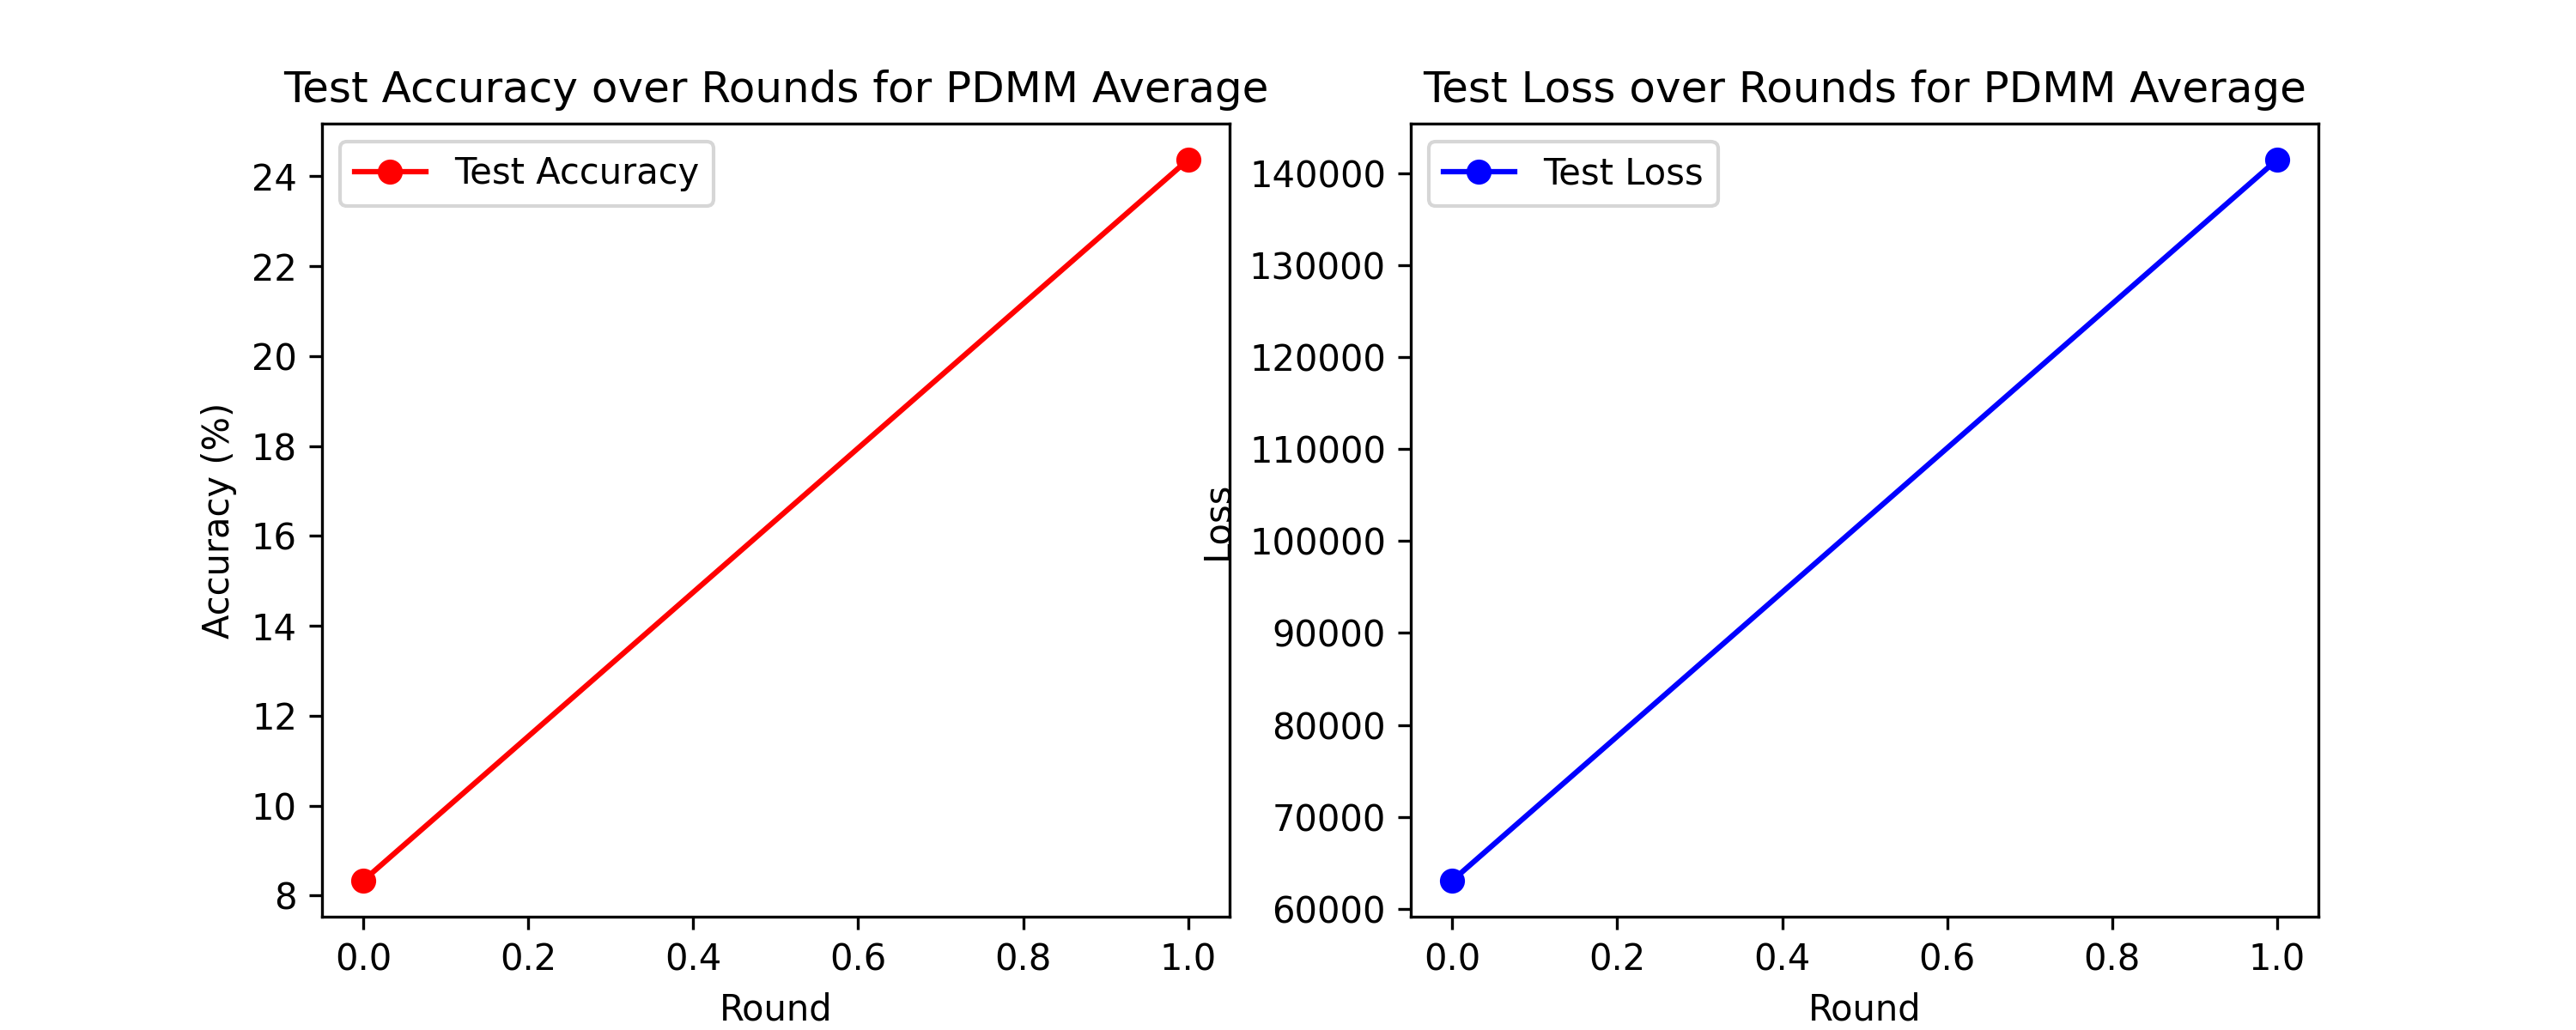 Test Accuracy over Rounds for PDMM Average
Test Accuracy
24
22
20
18
16
14
12
10
8
Accuracy (%)
0.0 0.2 0.4 0.6 0.8 1.0
Round
Test Loss over Rounds for PDMM Average
Test Loss
140000
130000
120000
110000
100000
90000
80000
70000
60000
Loss
0.0 0.2 0.4 0.6 0.8 1.0
Round